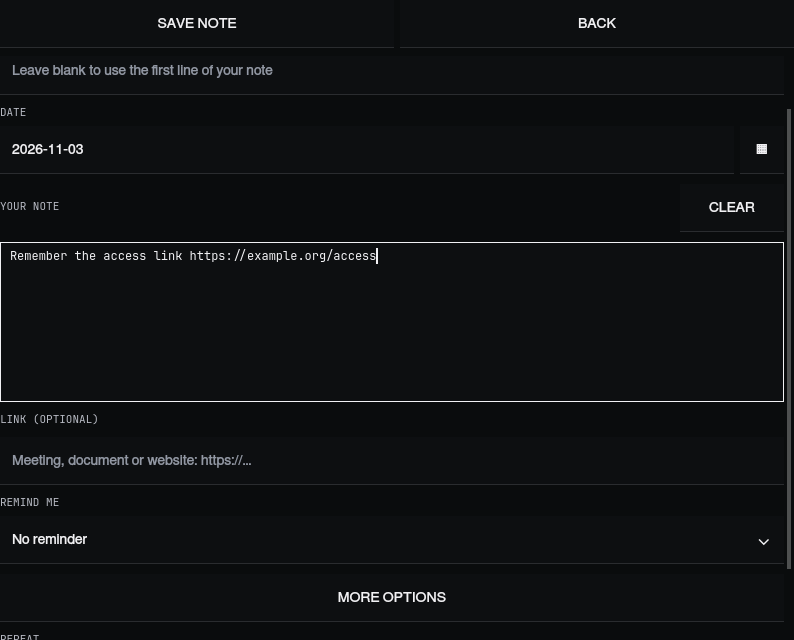 SAVE NOTE
BACK
Leave blank to use the first line of your note
DATE
2026-11-03
YOUR NOTE
CLEAR
Remember the access link https://example.org/access
LINK (OPTIONAL)
Meeting, document or website: https://...
REMIND ME
No reminder
MORE OPTIONS
REPEAT